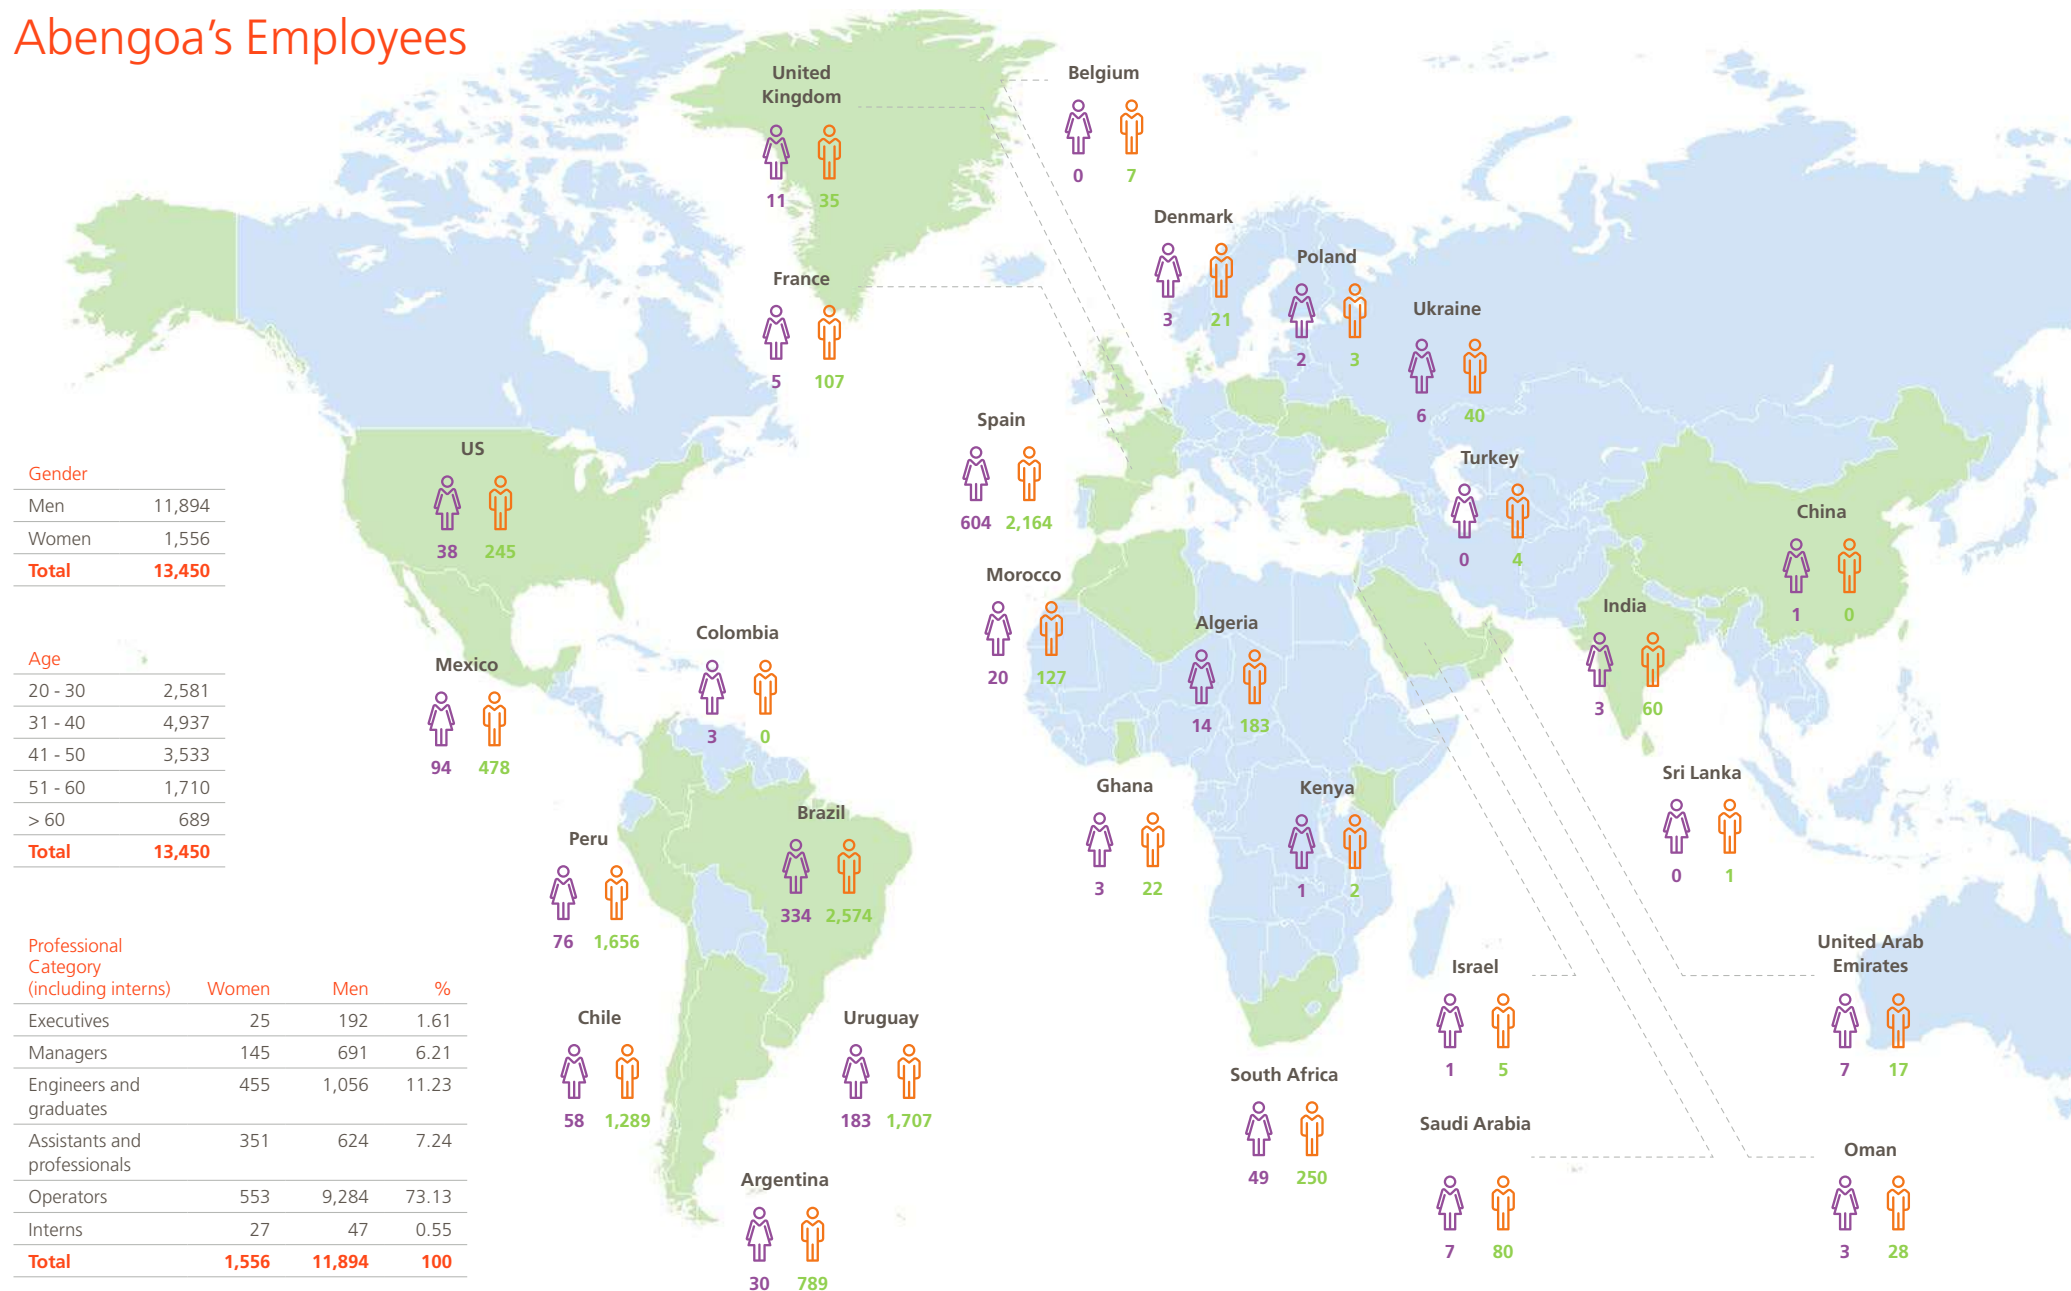 Abengoa's Employees
United
Kingdom
11 35
Belgium
0 7
Denmark
3 21
Poland
2 3
France
5 107
Ukraine
6 40
Spain
604 2,164
US
38 245
Turkey
0 4
China
1 0
Gender
Men 11,894
Women 1,556
Total 13,450
Morocco
20 127
Algeria
14 183
India
3 60
Colombia
3 0
Mexico
94 478
Age
20 - 30 2,581
31 - 40 4,937
41 - 50 3,533
51 - 60 1,710
> 60 689
Total 13,450
Ghana
3 22
Kenya
1 2
Sri Lanka
0 1
Brazil
334 2,574
Peru
76 1,656
Professional
Category
(including interns) Women Men %
Executives 25 192 1.61
Managers 145 691 6.21
Engineers and 455 1,056 11.23
graduates
Assistants and 351 624 7.24
professionals
Operators 553 9,284 73.13
Interns 27 47 0.55
Total 1,556 11,894 100
Chile
58 1,289
Uruguay
183 1,707
Argentina
30 789
South Africa
49 250
Israel
1 5
United Arab
Emirates
7 17
Saudi Arabia
7 80
Oman
3 28